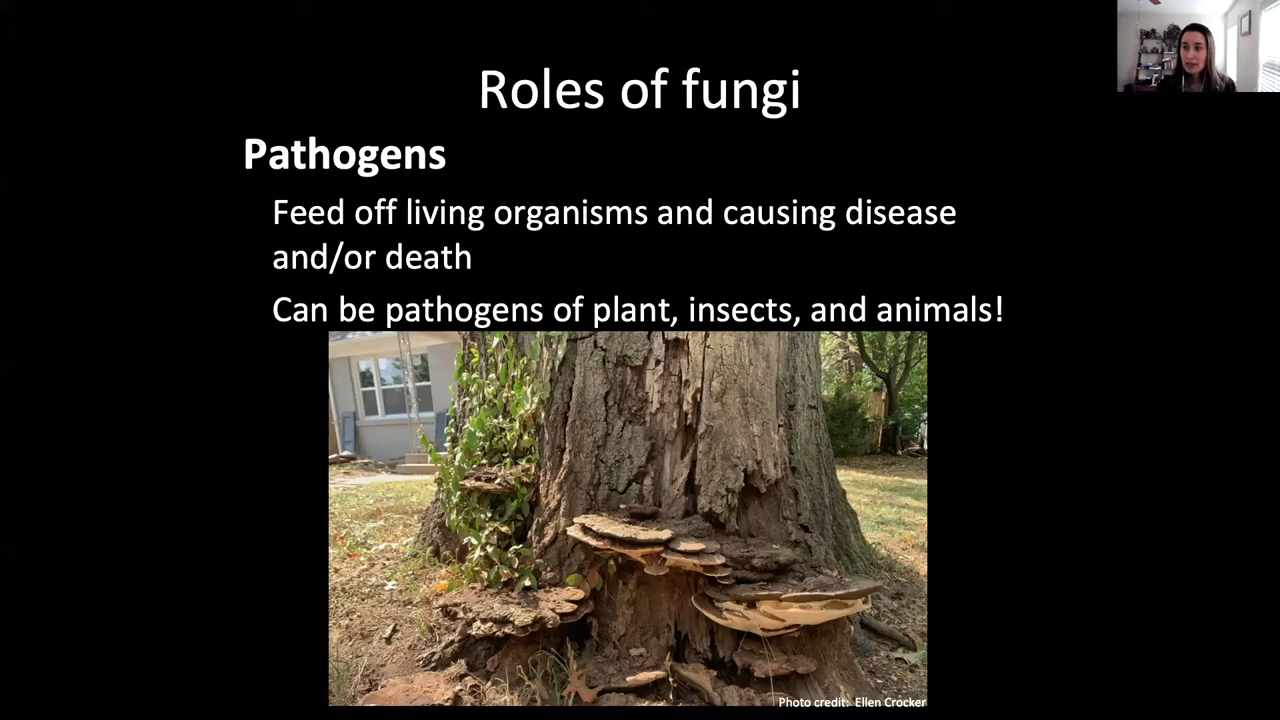 Roles of fungi
Pathogens
Feed off living organisms and causing disease
and/or death
Can be pathogens of plant, insects, and animals!
Photo credit:  Ellen Crocker